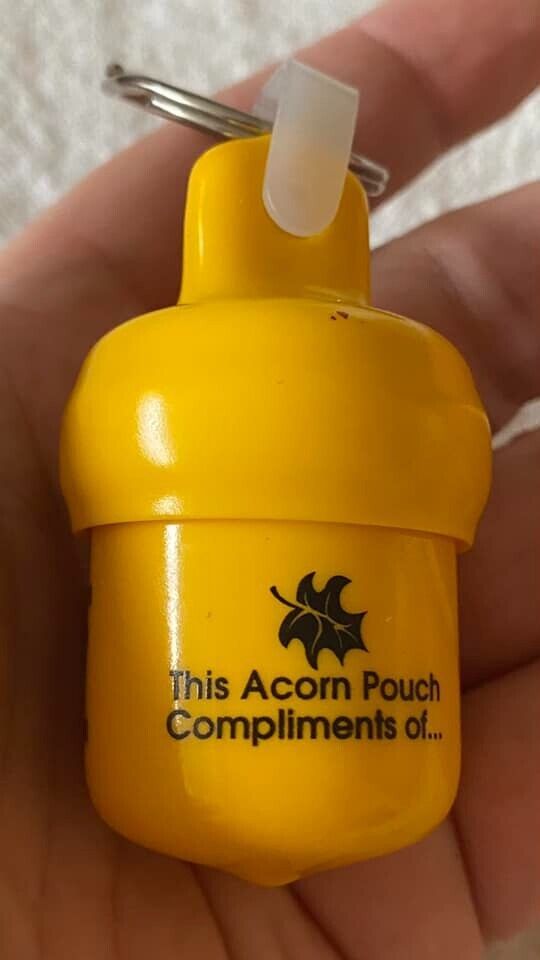 This Acorn Pouch
Compliments of...